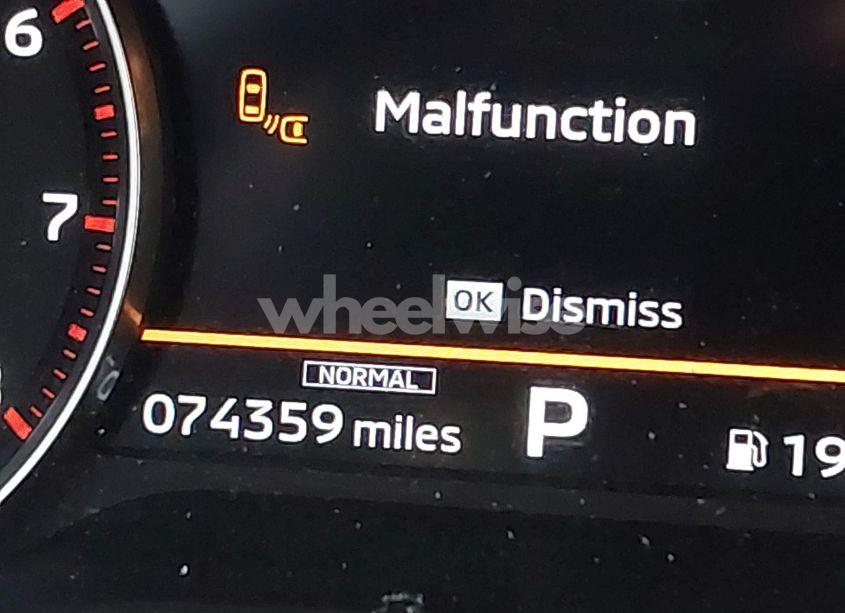 6
Malfunction
7
OK Dismiss
wheelwise
NORMAL
074359 miles P 19